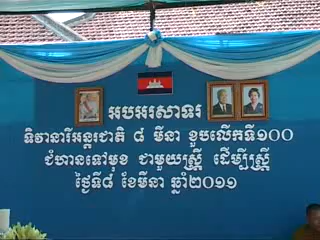 អបអរសាទរ
ទិវានារីអន្តរជាតិ ៨ មីនា ខួបលើកទី១០០
ជំហានទៅមុខ ជាមួយស្ត្រី ដើម្បីស្ត្រី
ថ្ងៃទី៨ ខែមីនា ឆ្នាំ២០១១